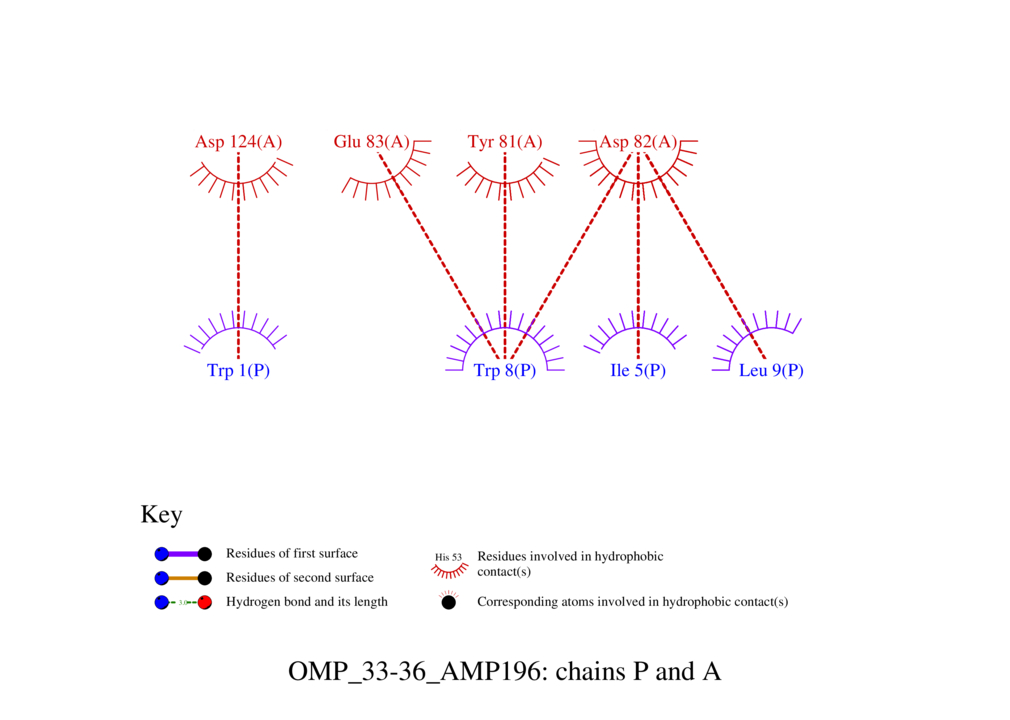 Asp 124(A) Glu 83(A) Tyr 81(A) Asp 82(A)
Trp 1(P) Trp 8(P) Ile 5(P) Leu 9(P)
Key
Residues of first surface
Residues of second surface
3.0 Hydrogen bond and its length
His 53 Residues involved in hydrophobic
contact(s)
Corresponding atoms involved in hydrophobic contact(s)
OMP_33-36_AMP196: chains P and A